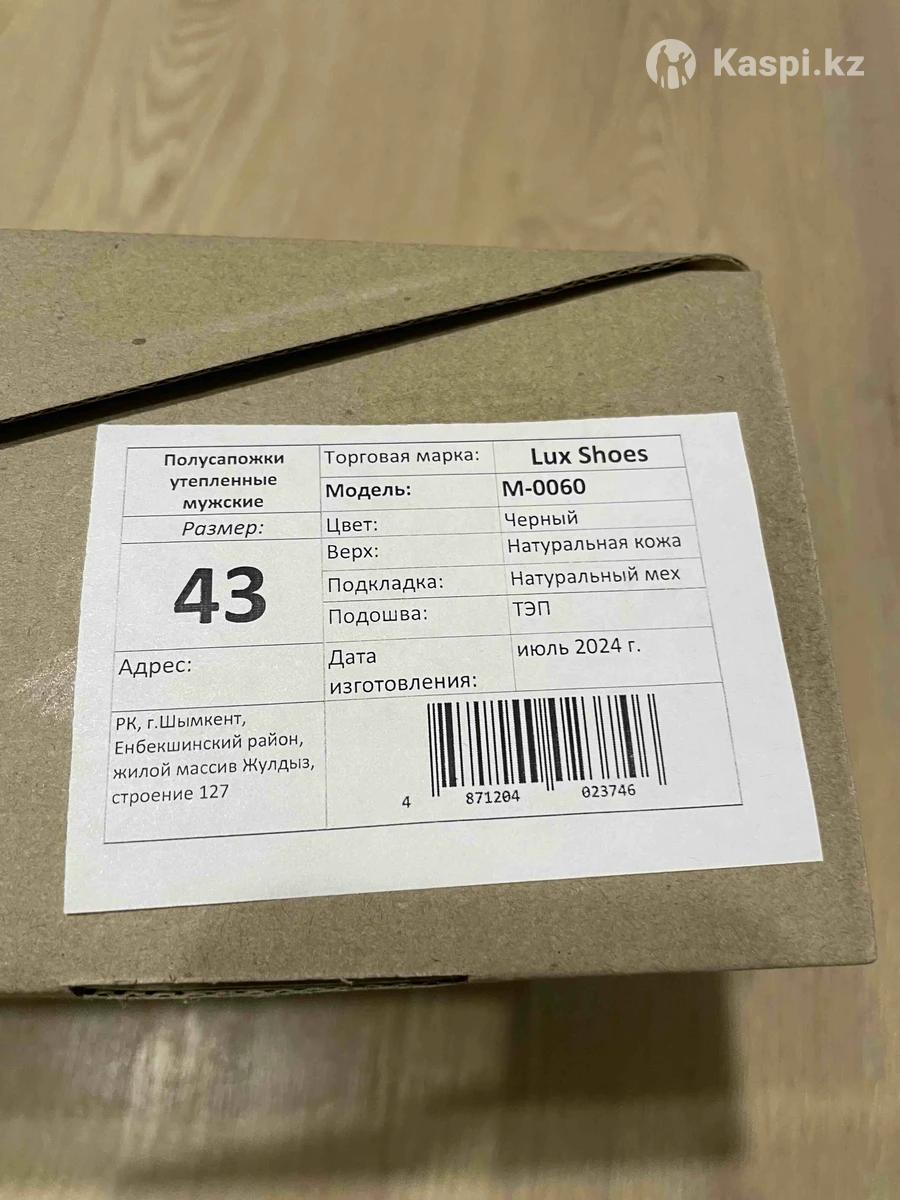 Kaspi.kz
Полусапожки
утепленные
мужские
Размер:
43
Адрес:
РК, г.Шымкент,
Енбекшинский район,
жилой массив Жулдыз,
строение 127
Торговая марка: Lux Shoes
Модель: М-0060
Цвет: Черный
Верх: Натуральная кожа
Подкладка: Натуральный мех
Подошва: ТЭП
Дата июль 2024 г.
изготовления:
4 871204 023746